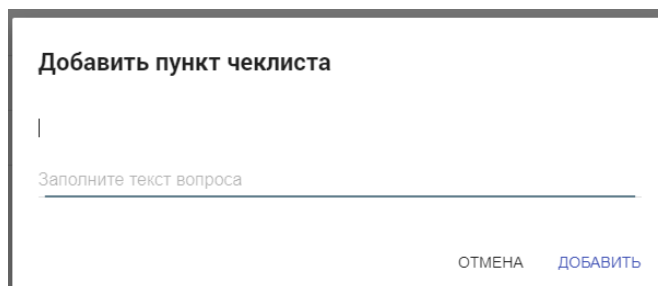 Добавить пункт чеклиста
Заполните текст вопроса
ОТМЕНА ДОБАВИТЬ